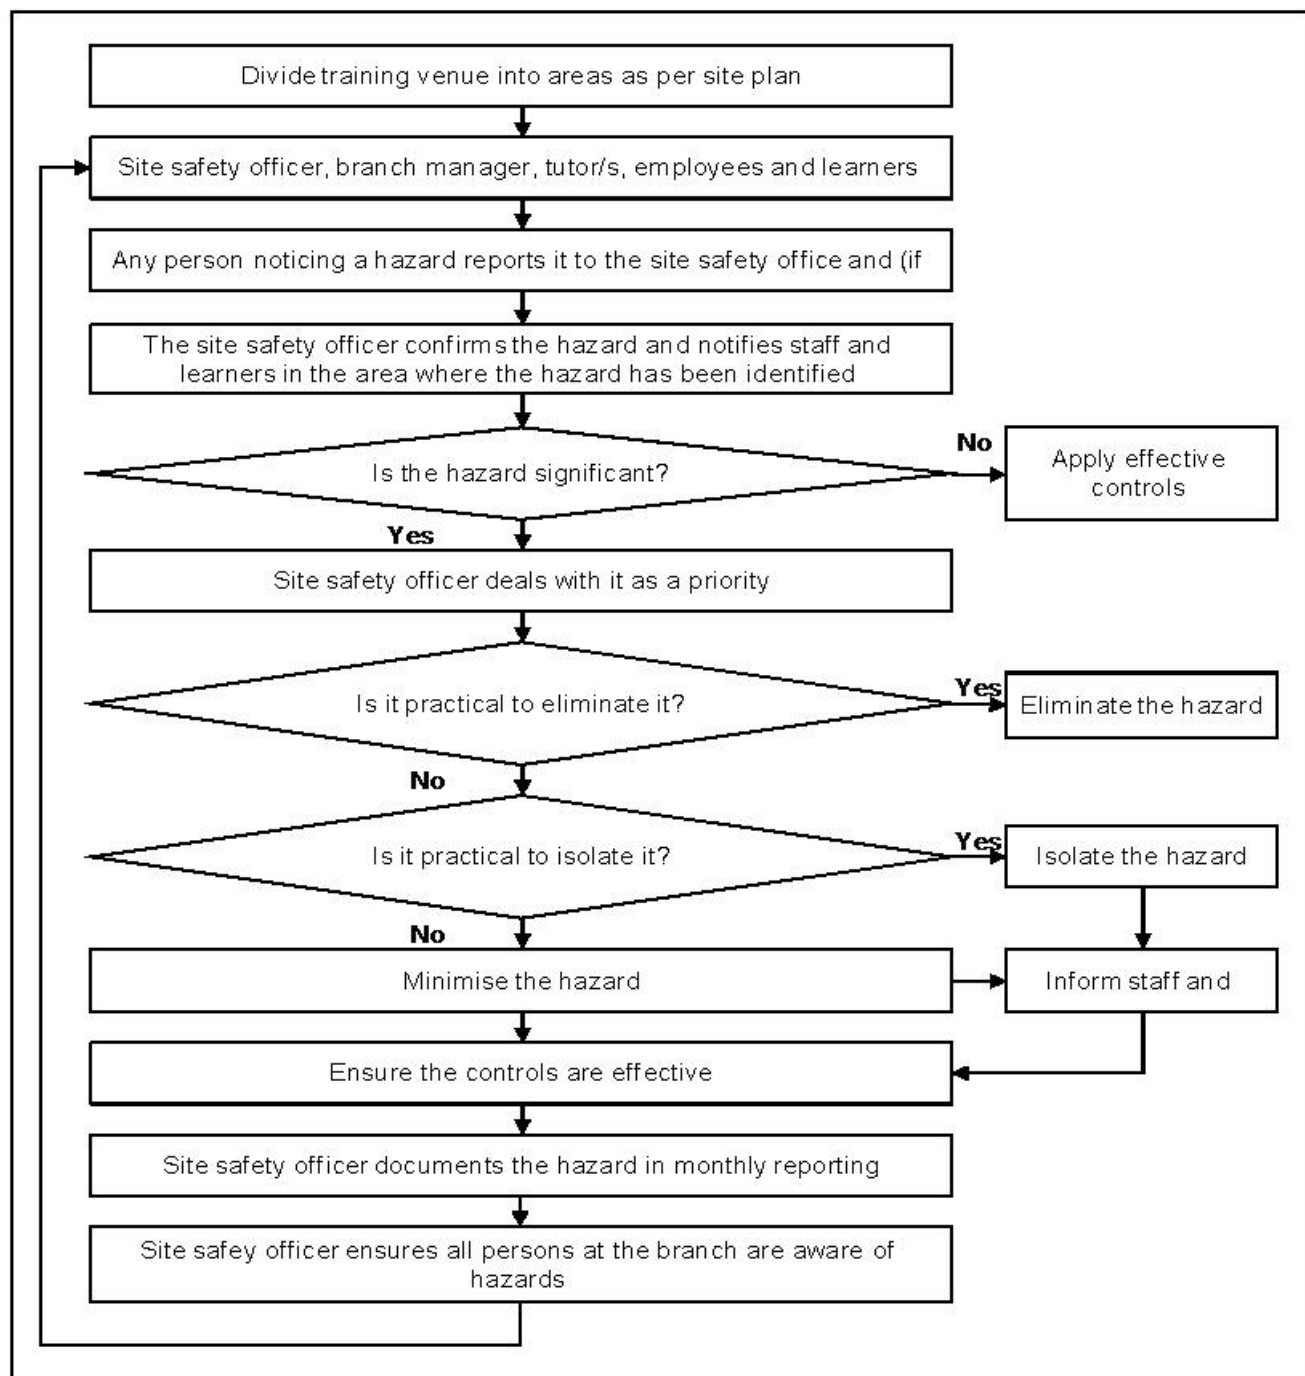 Divide training venue into areas as per site plan
Site safety officer, branch manager, tutor/s, employees and learners
Any person noticing a hazard reports it to the site safety office and (if
The site safety officer confirms the hazard and notifies staff and
learners in the area where the hazard has been identified
Is the hazard significant?
No
Apply effective
controls
Yes
Site safety officer deals with it as a priority
Is it practical to eliminate it?
Yes
Eliminate the hazard
No
Is it practical to isolate it?
Yes
Isolate the hazard
No
Minimise the hazard
Inform staff and
Ensure the controls are effective
Site safety officer documents the hazard in monthly reporting
Site safey officer ensures all persons at the branch are aware of
hazards